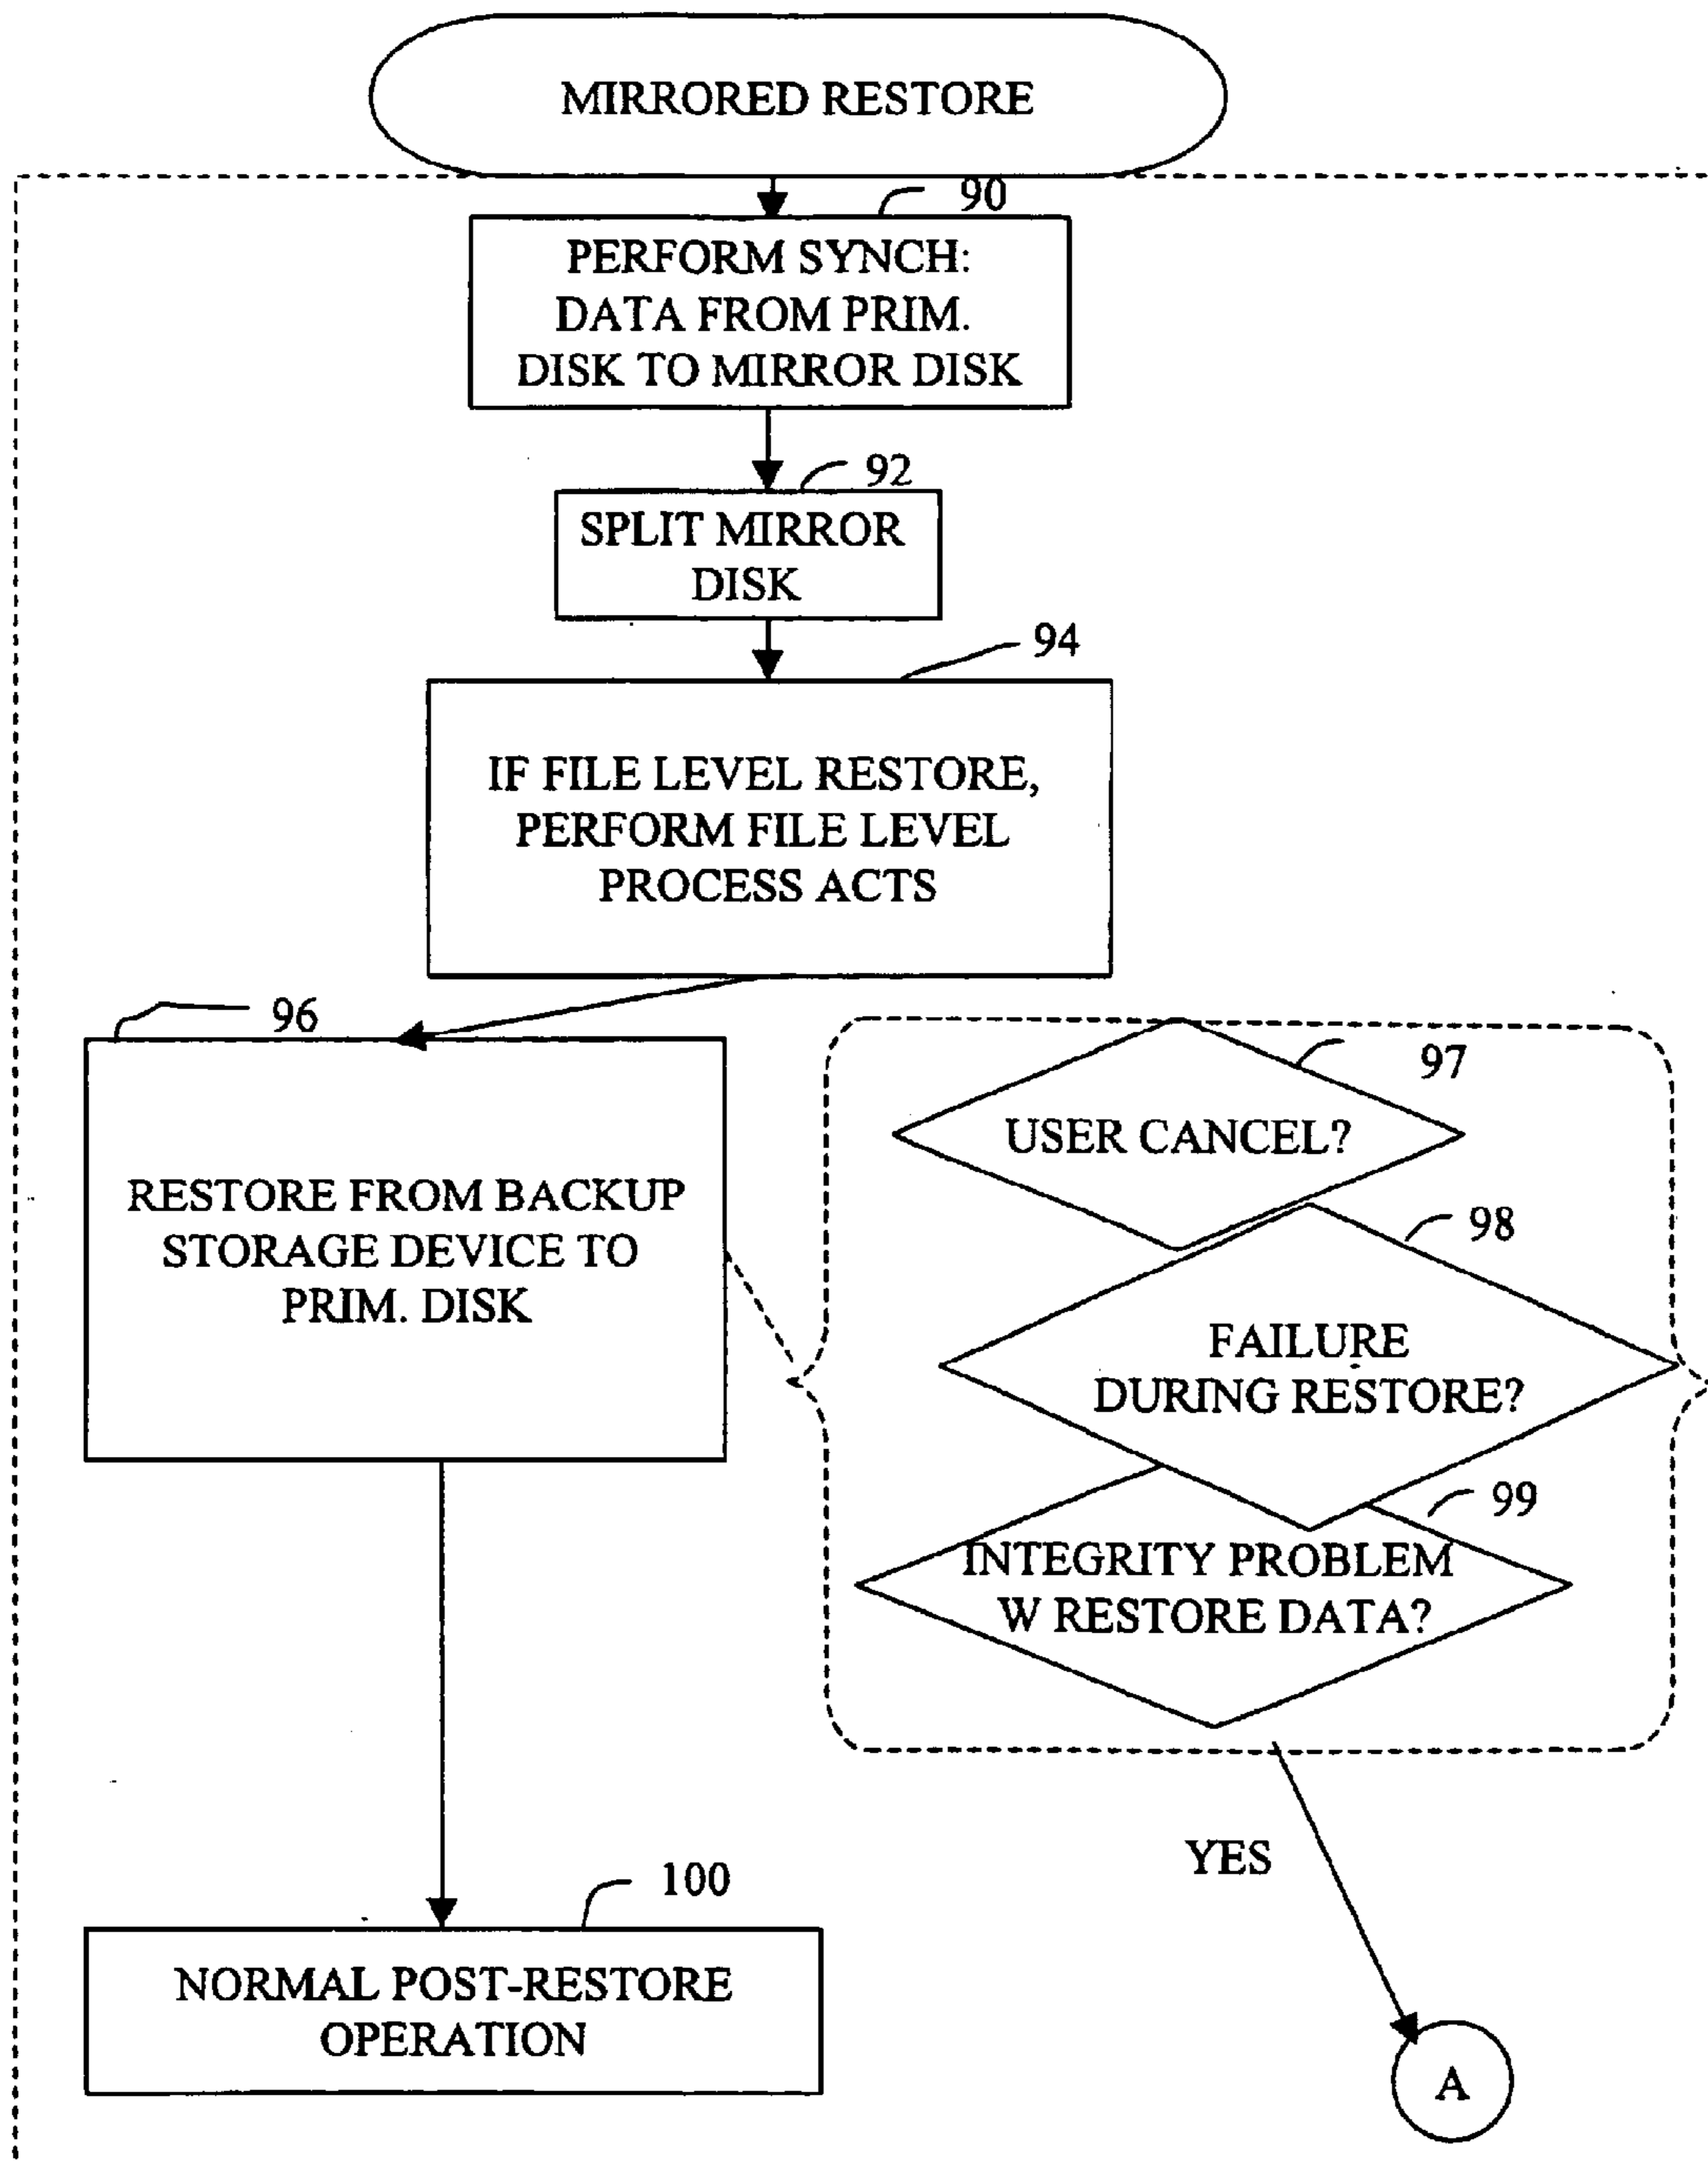 MIRRORED RESTORE
90
PERFORM SYNCH:
DATA FROM PRIM.
DISK TO MIRROR DISK
92
SPLIT MIRROR
DISK
94
IF FILE LEVEL RESTORE,
PERFORM FILE LEVEL
PROCESS ACTS
96
RESTORE FROM BACKUP
STORAGE DEVICE TO
PRIM. DISK
97
USER CANCEL?
98
FAILURE
DURING RESTORE?
99
INTEGRITY PROBLEM
W RESTORE DATA?
YES
100
NORMAL POST-RESTORE
OPERATION
A